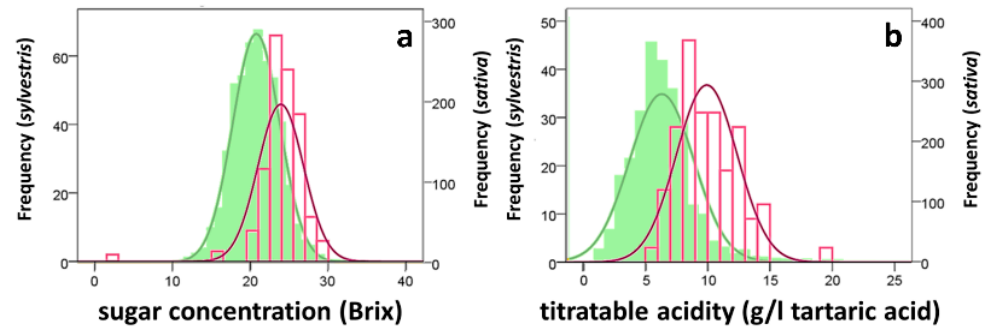 a
Frequency (sylvestris)
60
40
20
0
300
200
100
0
Frequency (sativa)
0 10 20 30 40
sugar concentration (Brix)
b
Frequency (sylvestris)
50
40
30
20
10
0
400
300
200
100
0
Frequency (sativa)
0 5 10 15 20 25
titratable acidity (g/l tartaric acid)